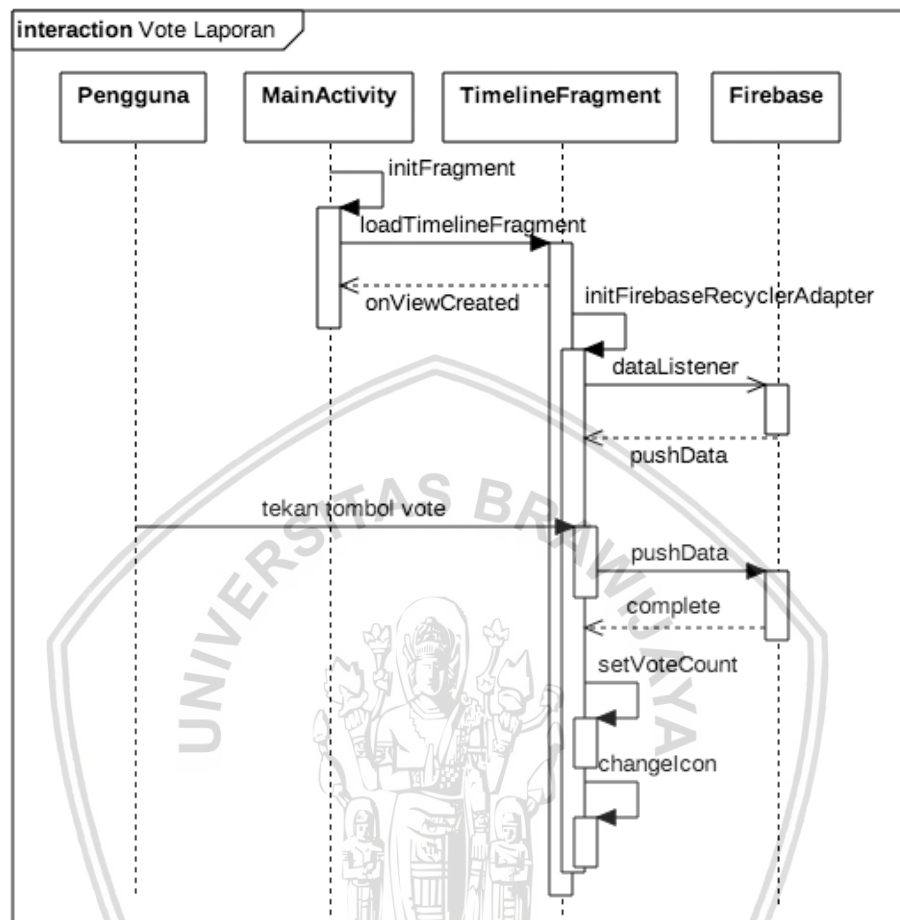 interaction Vote Laporan
Pengguna
MainActivity
TimelineFragment
Firebase
initFragment
loadTimelineFragment
onViewCreated
initFirebaseRecyclerAdapter
dataListener
pushData
tekan tombol vote
pushData
complete
setVoteCount
changeIcon
UNIVERSITAS BRAWIJAYA